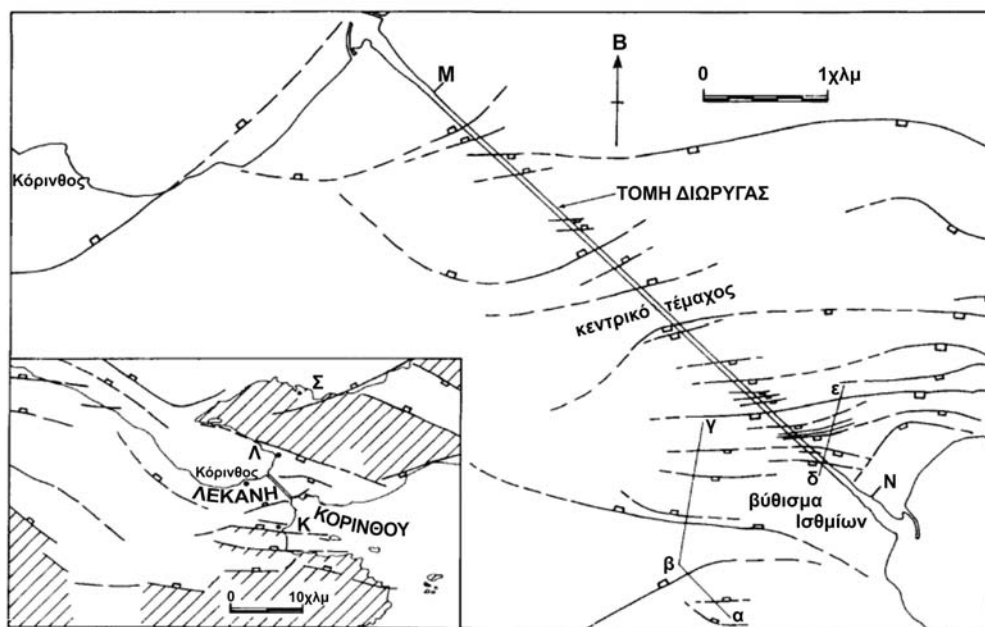 B
0 1χλμ
M
Κόρινθος
ΤΟΜΗ ΔΙΩΡΥΓΑΣ
κεντρικό τέμαχος
ε
γ
δ
N
βύθισμα
Ισθμίων
β
α
Σ
Λ
Κόρινθος
ΛΕΚΑΝΗ
ΚΟΡΙΝΘΟΥ
Κ
0 10χλμ